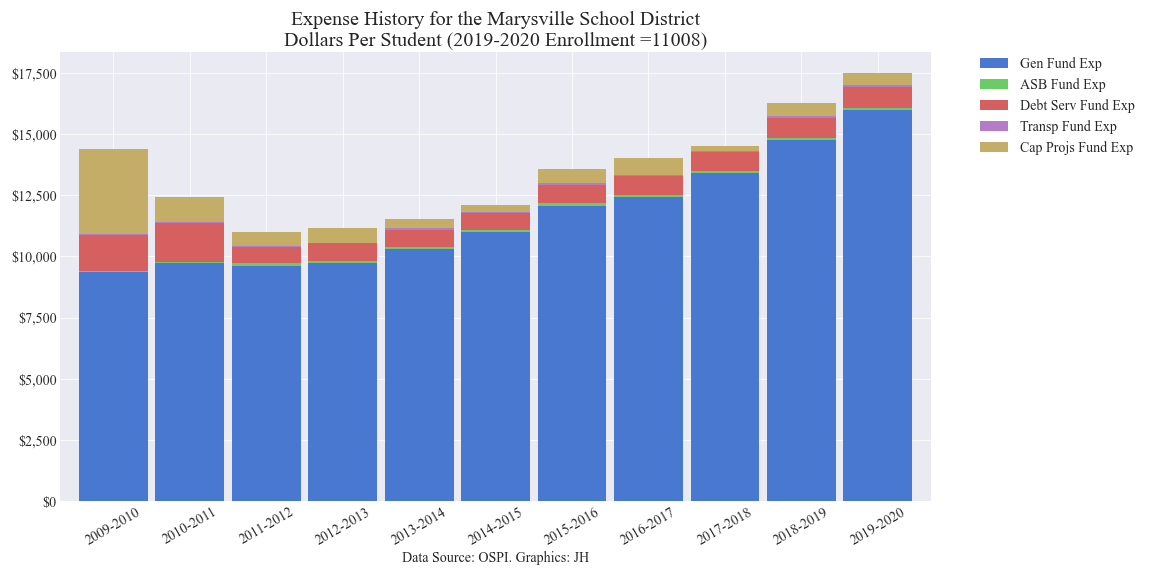 Expense History for the Marysville School District
Dollars Per Student (2019-2020 Enrollment =11008)
$17,500
$15,000
$12,500
$10,000
$7,500
$5,000
$2,500
$0
2009-2010
2010-2011
2011-2012
2012-2013
2013-2014
2014-2015
2015-2016
2016-2017
2017-2018
2018-2019
2019-2020
Data Source: OSPI. Graphics: JH
Gen Fund Exp
ASB Fund Exp
Debt Serv Fund Exp
Transp Fund Exp
Cap Projs Fund Exp